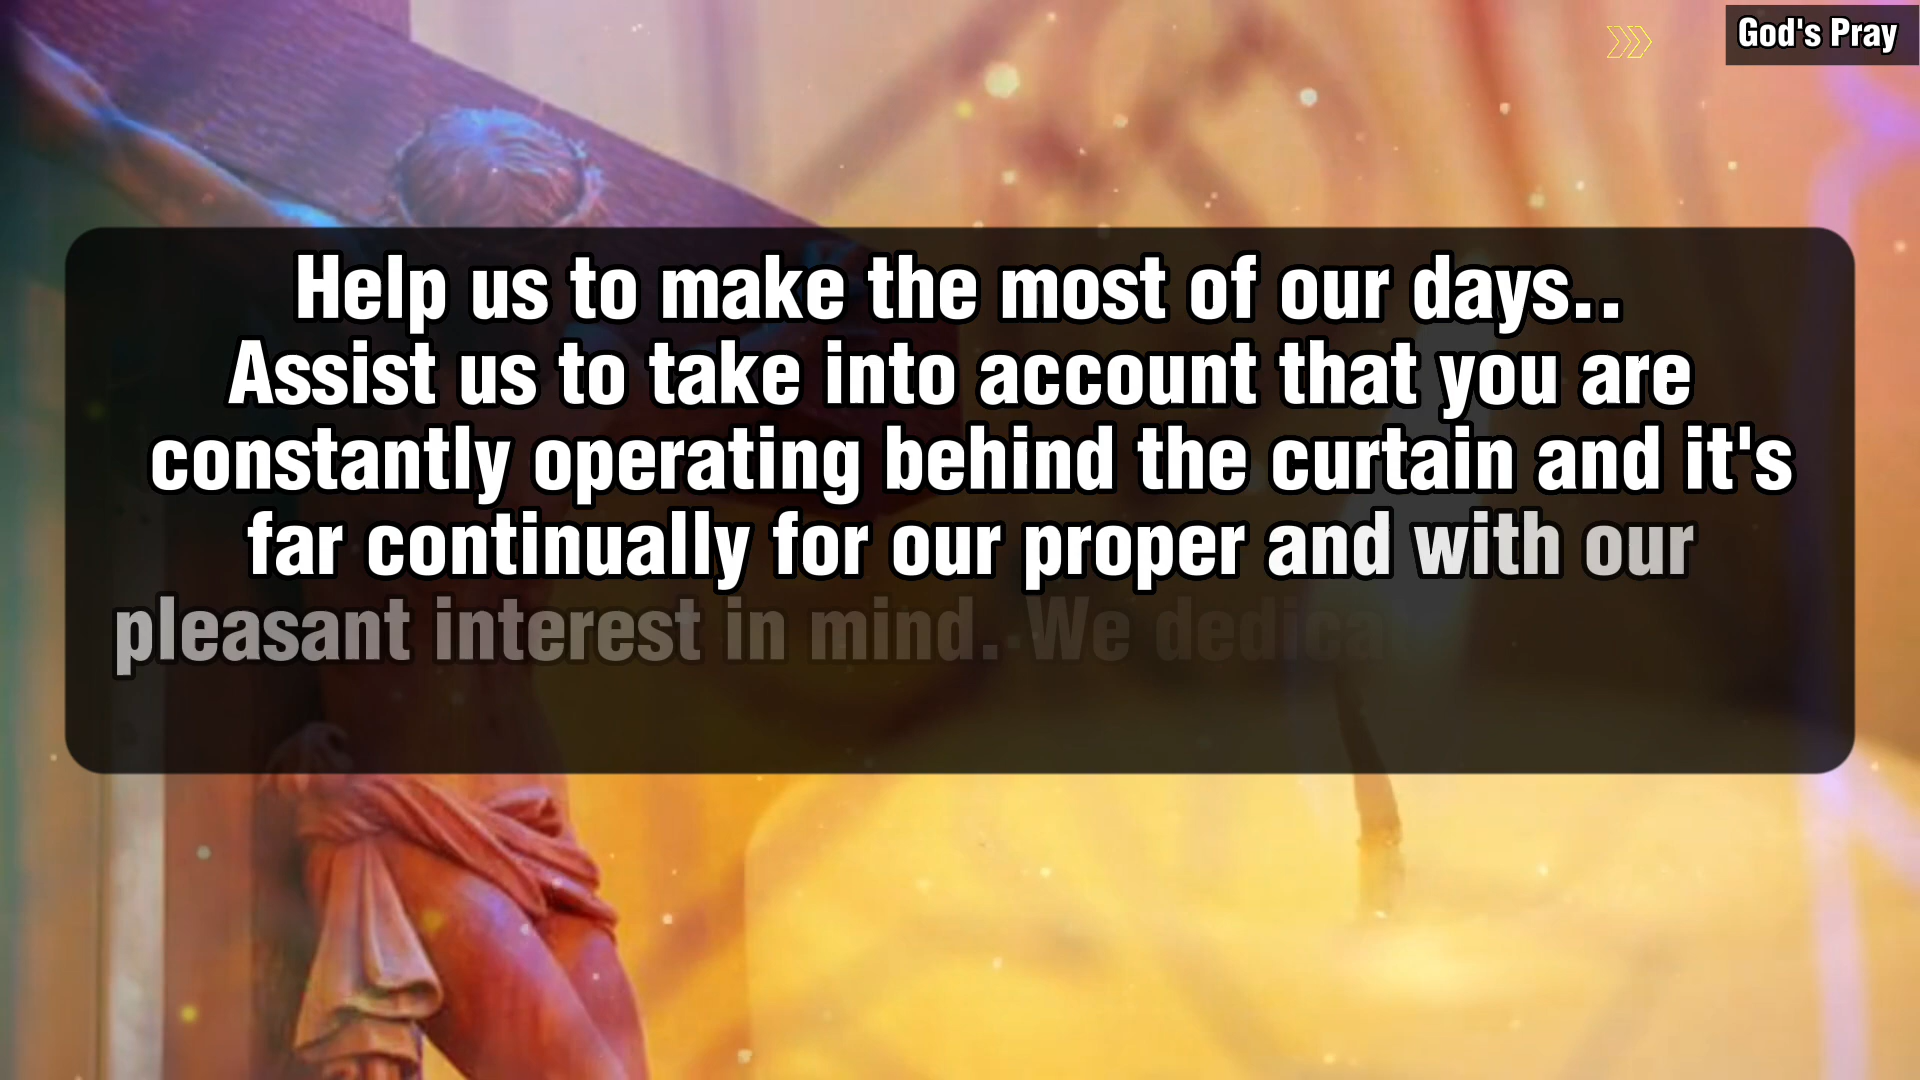 God's Pray
Help us to make the most of our days..
Assist us to take into account that you are
constantly operating behind the curtain and it's
far continually for our proper and with our
pleasant interest in mind. We